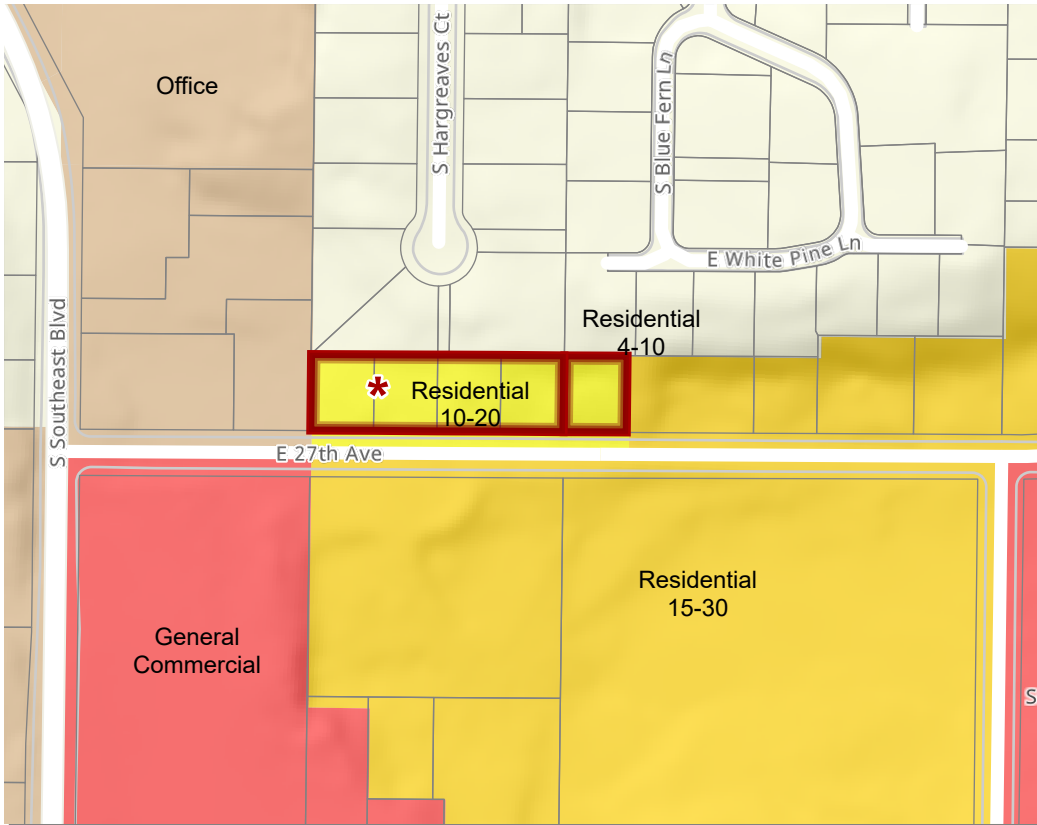 Office
S Hargreaves Ct
S Blue Fern Ln
E White Pine Ln
Residential
4-10
S Southeast Blvd
*
Residential
10-20
E 27th Ave
Residential
15-30
General
Commercial
S